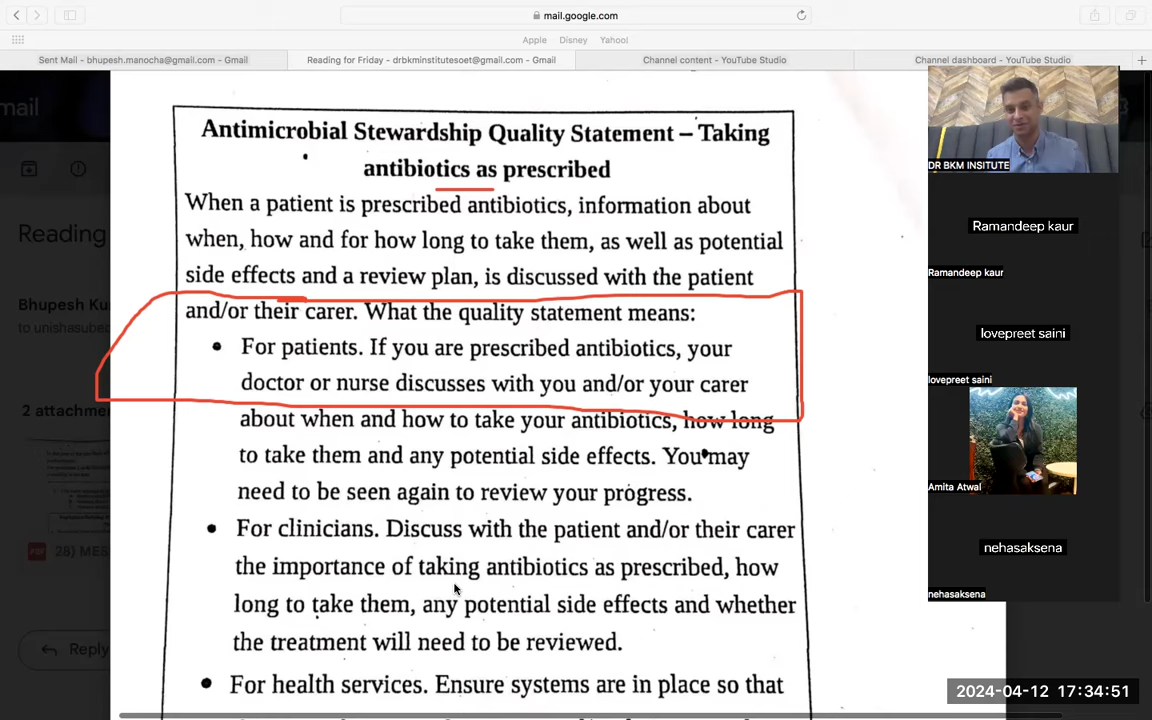 mail.google.com
Apple Disney Yahoo!
Sent Mail - bhupesh.manocha@gmail.com - Gmail
Reading for Friday - drbkminstitutesoet@gmail.com - Gmail
Channel content - YouTube Studio
Channel dashboard - YouTube Studio
mail
Reading
Bhupesh Ku
to unishasubed
2 attachmen
PDF 28) MES
Reply
Antimicrobial Stewardship Quality Statement – Taking
antibiotics as prescribed
When a patient is prescribed antibiotics, information about
when, how and for how long to take them, as well as potential
side effects and a review plan, is discussed with the patient
and/or their carer. What the quality statement means:
• For patients. If you are prescribed antibiotics, your
doctor or nurse discusses with you and/or your carer
about when and how to take your antibiotics, how long
to take them and any potential side effects. You may
need to be seen again to review your progress.
• For clinicians. Discuss with the patient and/or their carer
the importance of taking antibiotics as prescribed, how
long to take them, any potential side effects and whether
the treatment will need to be reviewed.
• For health services. Ensure systems are in place so that
DR BKM INSITUTE
Ramandeep kaur
Ramandeep kaur
lovepreet saini
lovepreet saini
Amita Atwal
nehasaksena
nehasaksena
2024-04-12 17:34:51